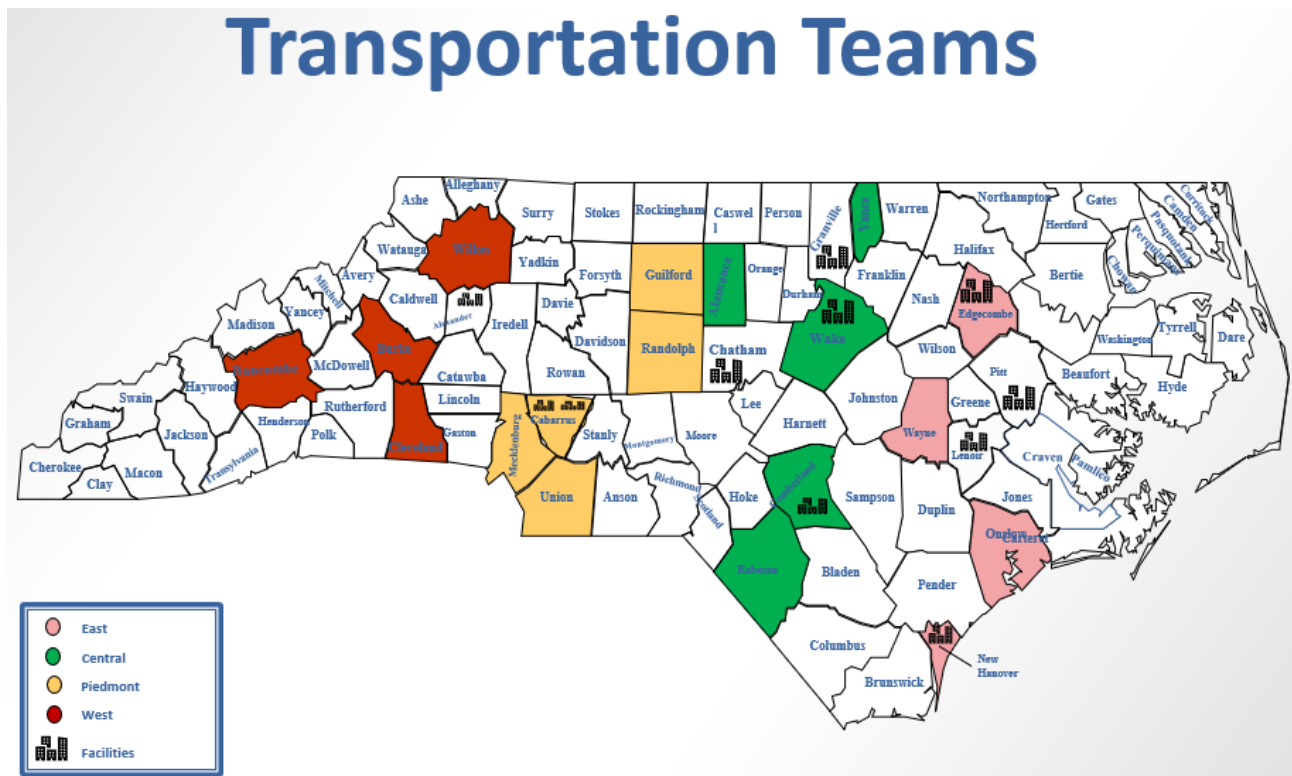 Transportation Teams
Alleghany
Ashe
Surry
Stokes
Rockingham
Caswel
l
Person
Granville
Vance
Warren
Northampton
Gates
Currituck
Camden
Pasquotank
Perquimans
Chowan
Hertford
Halifax
Bertie
Watauga
Wilkes
Yadkin
Forsyth
Guilford
Alamance
Orange
Durham
Franklin
Nash
Edgecombe
Avery
Mitchell
Caldwell
Alexander
Iredell
Davie
Davidson
Randolph
Chatham
Wake
Wilson
Washington
Tyrrell
Dare
Madison
Yancey
McDowell
Burke
Catawba
Rowan
Pitt
Beaufort
Hyde
Buncombe
Haywood
Swain
Rutherford
Lincoln
Lee
Johnston
Greene
Graham
Jackson
Henderson
Polk
Cleveland
Gaston
Mecklenburg
Cabarrus
Stanly
Montgomery
Moore
Harnett
Wayne
Lenoir
Craven
Pamlico
Cherokee
Clay
Macon
Transylvania
Union
Anson
Richmond
Scotland
Hoke
Cumberland
Sampson
Duplin
Jones
Onslow
Carteret
Robeson
Bladen
Pender
Columbus
Brunswick
New
Hanover
East
Central
Piedmont
West
Facilities